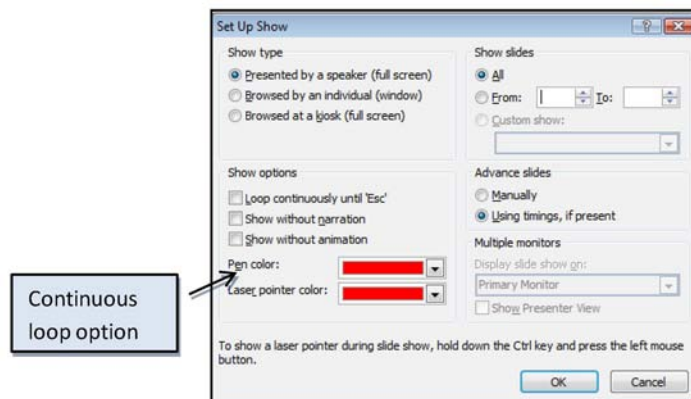 Set Up Show
Show type
Presented by a speaker (full screen)
Browsed by an individual (window)
Browsed at a kiosk (full screen)
Show slides
All
From: To:
Custom show:
Show options
Loop continuously until 'Esc'
Show without narration
Show without animation
Pen color:
Laser pointer color:
Advance slides
Manually
Using timings, if present
Multiple monitors
Display slide show on:
Primary Monitor
Show Presenter View
Continuous
loop option
To show a laser pointer during slide show, hold down the Ctrl key and press the left mouse
button.
OK Cancel